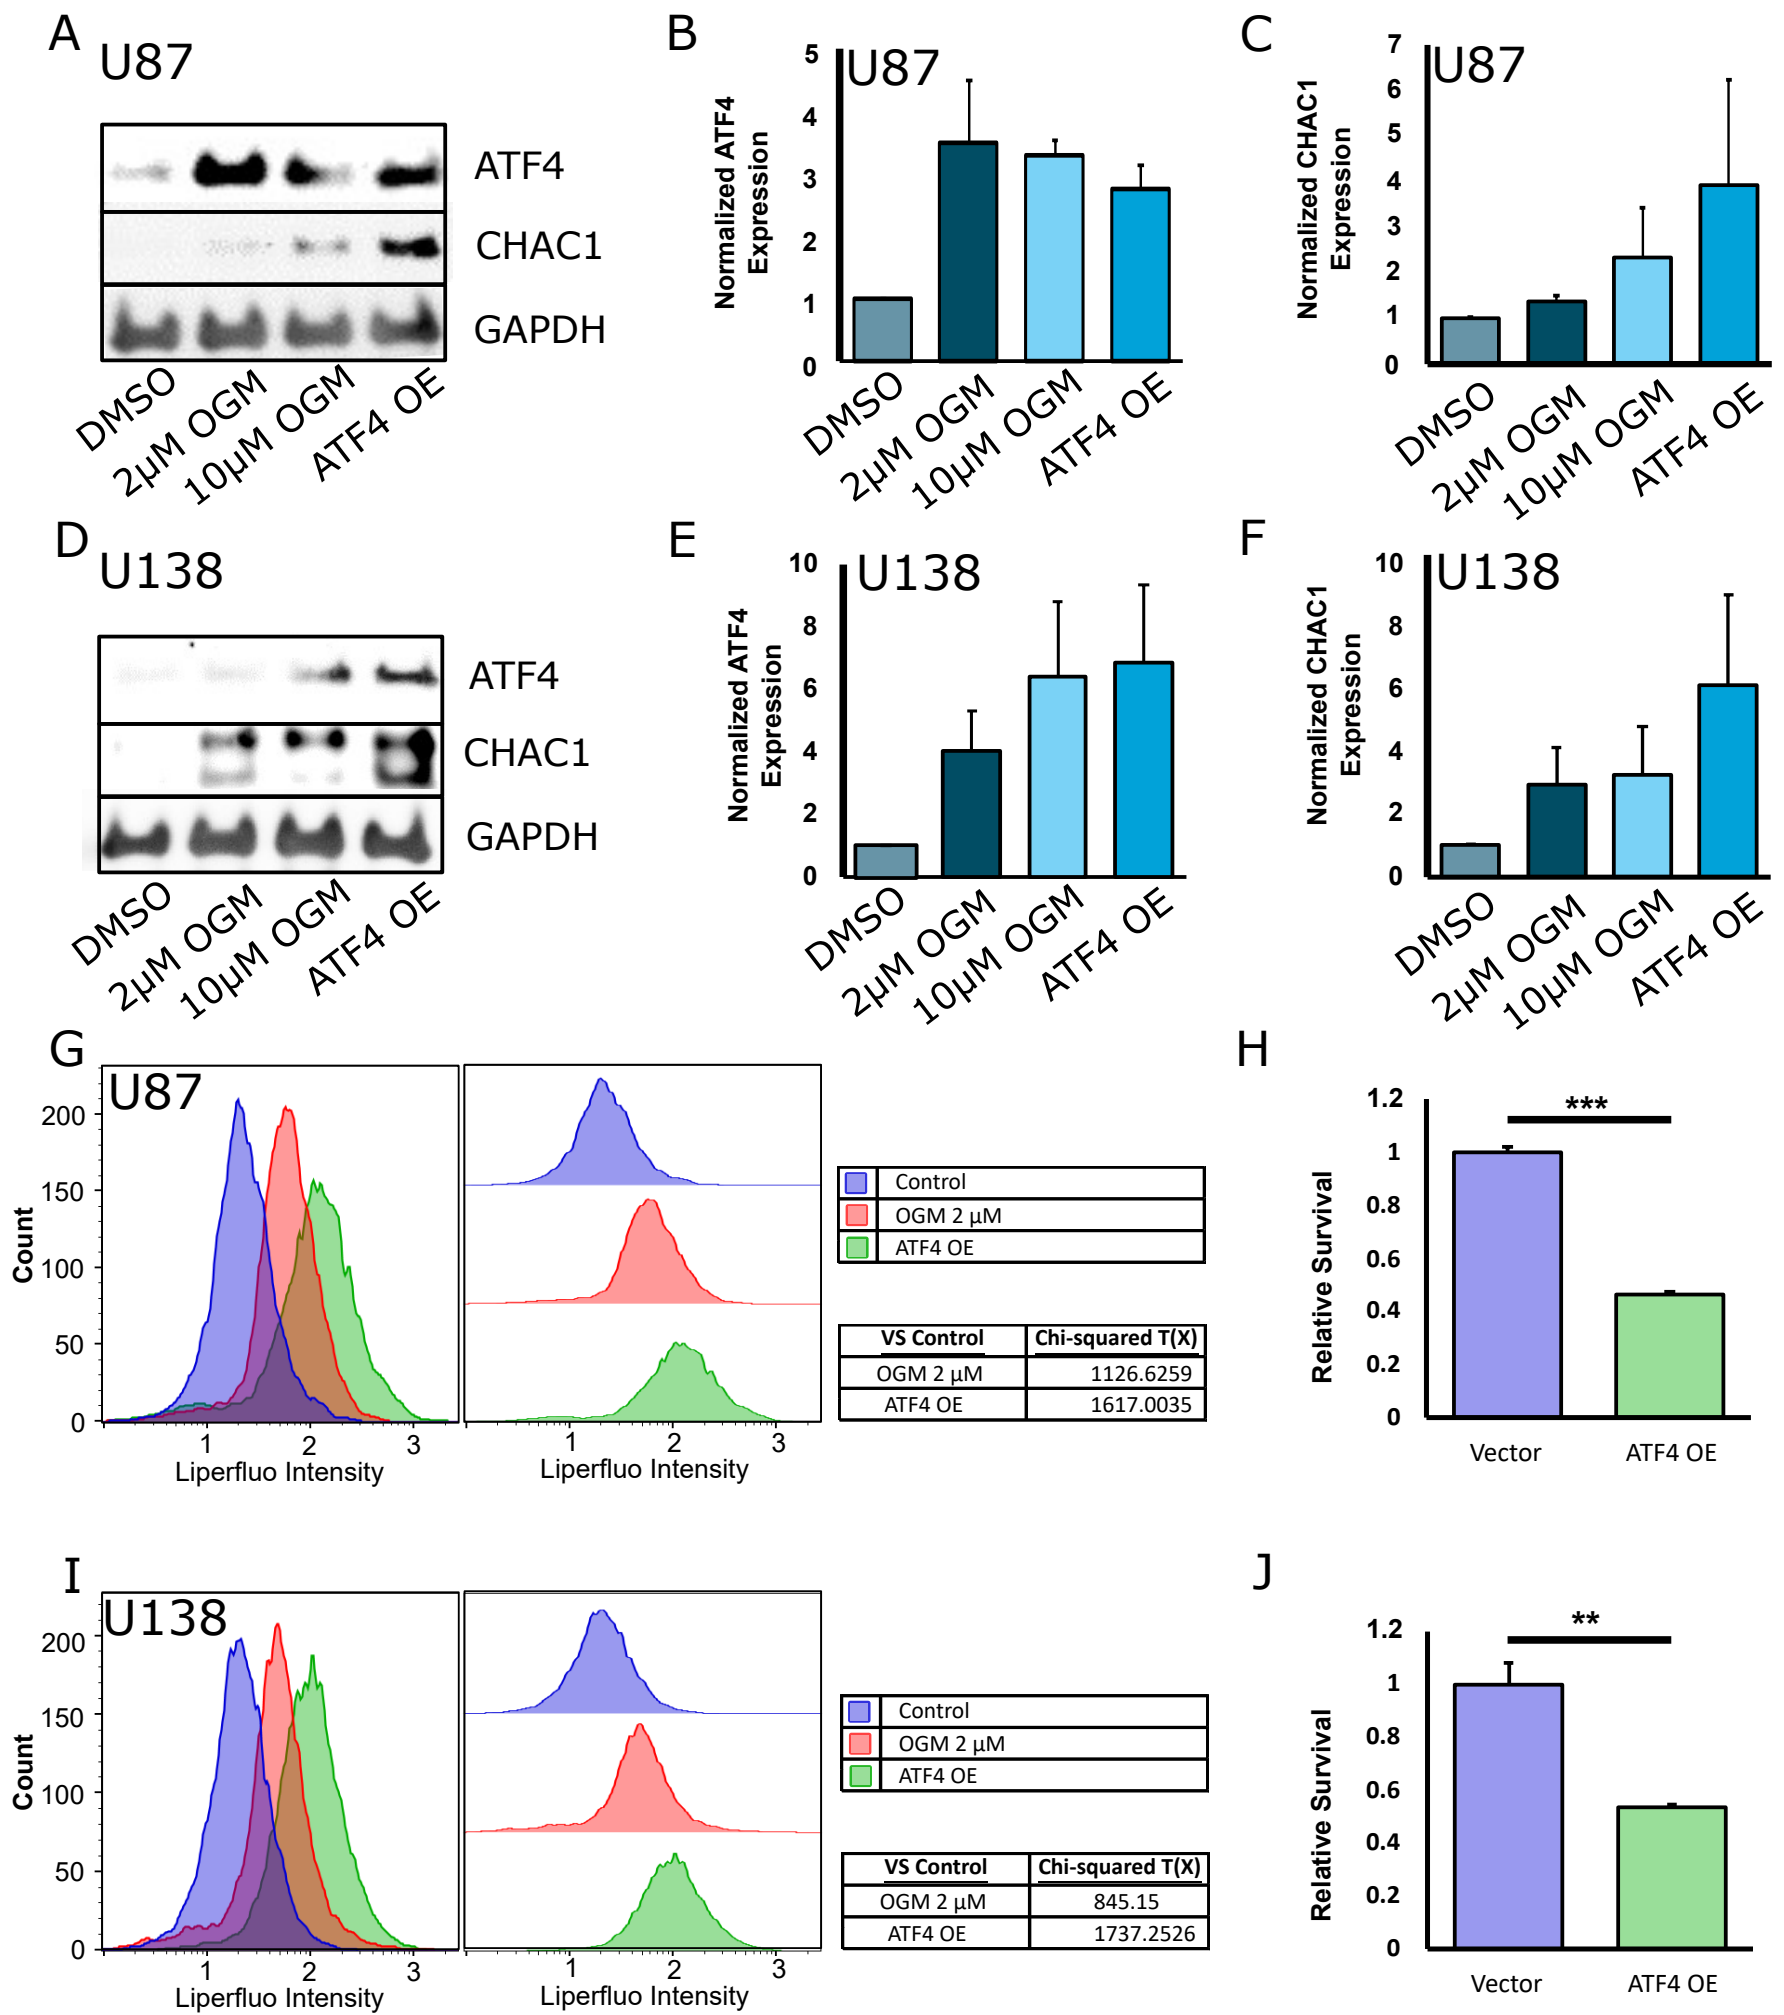 A
U87
ATF4
CHAC1
GAPDH
DMSO
2µM OGM
10µM OGM
ATF4 OE
B
U87
Normalized ATF4
Expression
5
4
3
2
1
0
DMSO
2µM OGM
10µM OGM
ATF4 OE
C
U87
Normalized CHAC1
Expression
7
6
5
4
3
2
1
0
DMSO
2µM OGM
10µM OGM
ATF4 OE
D
U138
ATF4
CHAC1
GAPDH
DMSO
2µM OGM
10µM OGM
ATF4 OE
E
U138
Normalized ATF4
Expression
10
8
6
4
2
0
DMSO
2µM OGM
10µM OGM
ATF4 OE
F
U138
Normalized CHAC1
Expression
10
8
6
4
2
0
DMSO
2µM OGM
10µM OGM
ATF4 OE
G
U87
Count
200
150
100
50
0
1 2 3
Liperfluo Intensity
1 2 3
Liperfluo Intensity
Control
OGM 2 µM
ATF4 OE
VS Control Chi-squared T(X)
OGM 2 µM 1126.6259
ATF4 OE 1617.0035
H
Relative Survival
1.2
1
0.8
0.6
0.4
0.2
0
***
Vector ATF4 OE
I
U138
Count
200
150
100
50
0
1 2 3
Liperfluo Intensity
1 2 3
Liperfluo Intensity
Control
OGM 2 µM
ATF4 OE
VS Control Chi-squared T(X)
OGM 2 µM 845.15
ATF4 OE 1737.2526
J
Relative Survival
1.2
1
0.8
0.6
0.4
0.2
0
**
Vector ATF4 OE